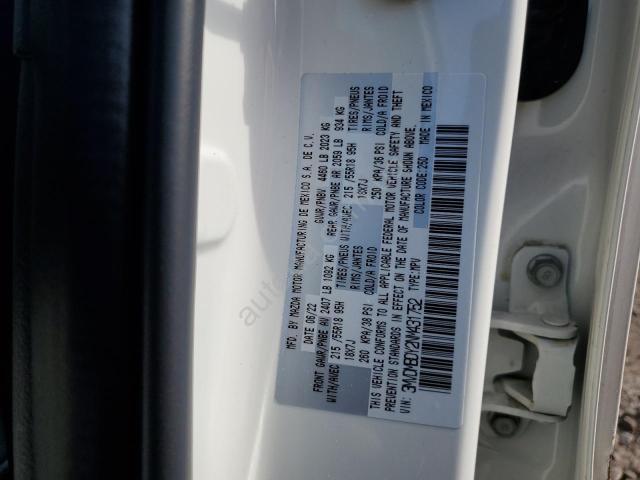 MFD. BY MAZDA MOTOR MANUFACTURING DE MEXICO S.A. DE C.V.
DATE 06/22 GVWR/PNBV 4460 LB 2023 KG
FRONT GAWR/PNBE AV 2407 LB 1092 KG REAR GAWR/PNBE AR 2059 LB 934 KG
WITH/AVEC 215 /55R18 95H TIRES/PNEUS WITH/AVEC 215 /55R18 95H TIRES/PNEUS
18X7J RIMS/JANTES 18X7J RIMS/JANTES
260 KPA/38 PSI COLD/A FROID 250 KPA/36 PSI COLD/A FROID
THIS VEHICLE CONFORMS TO ALL APPLICABLE FEDERAL MOTOR VEHICLE SAFETY AND THEFT
PREVENTION STANDARDS IN EFFECT ON THE DATE OF MANUFACTURE SHOWN ABOVE.
VIN: 3MVDMBDY2NM431752 TYPE:MPV COLOR CODE:25D MADE IN MEXICO